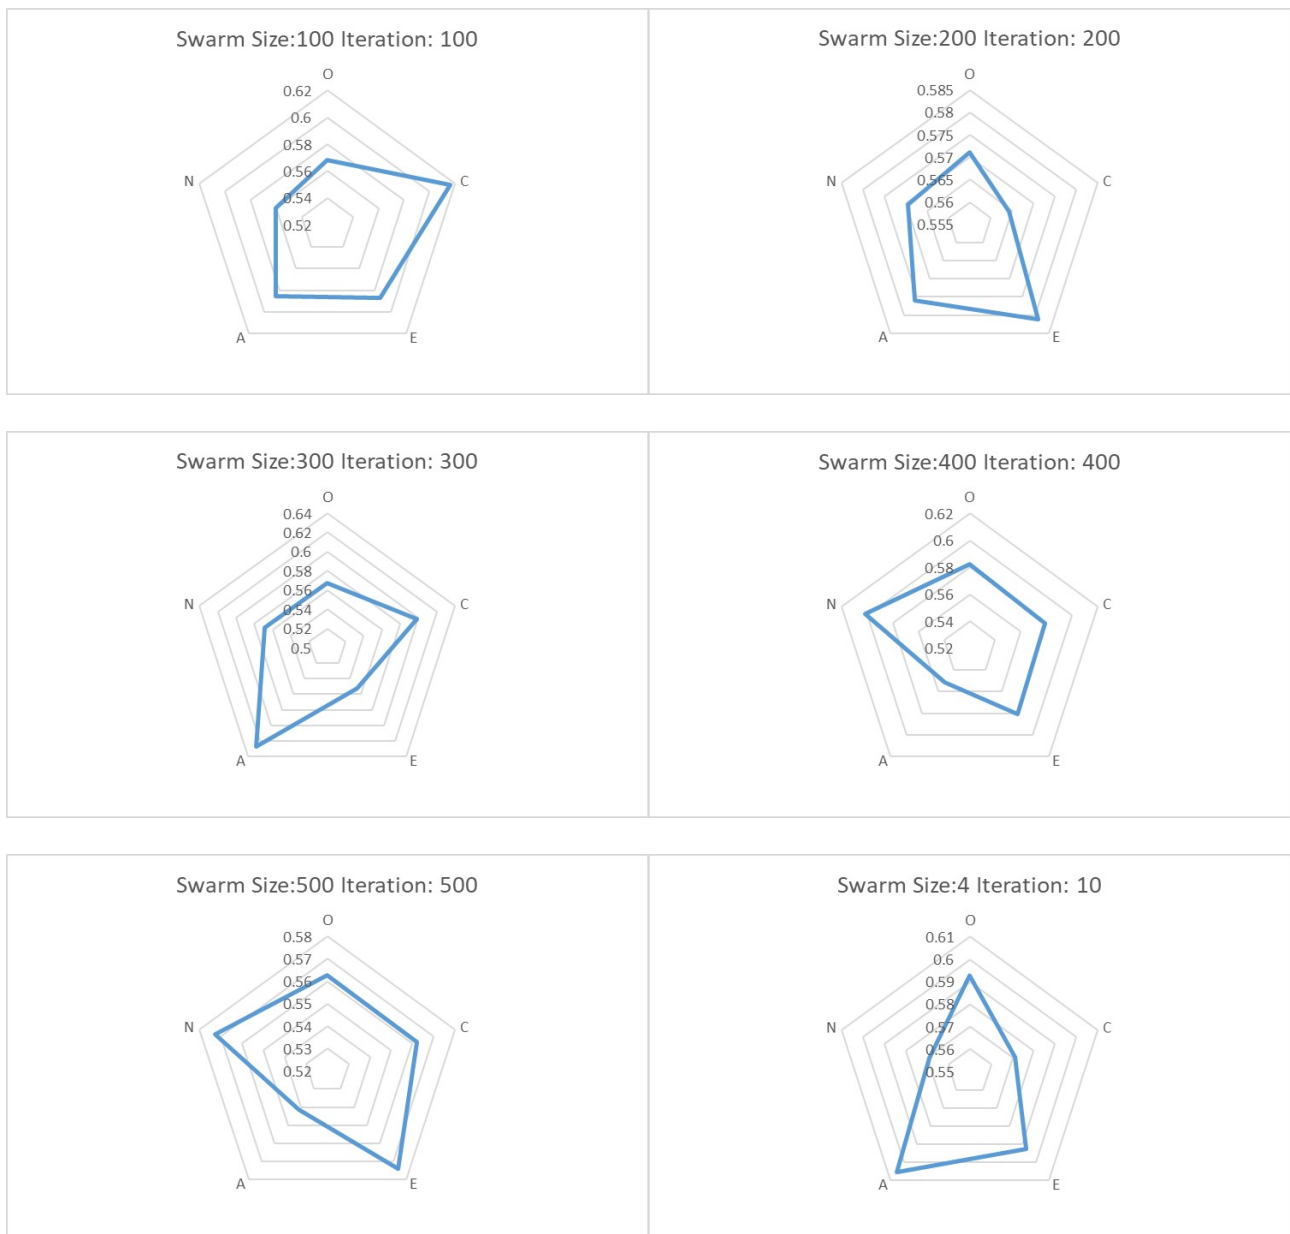 Swarm Size:100 Iteration: 100
O
0.62
0.6
0.58
0.56
0.54
0.52
N
C
A
E
Swarm Size:200 Iteration: 200
O
0.585
0.58
0.575
0.57
0.565
0.56
0.555
N
C
A
E
Swarm Size:300 Iteration: 300
O
0.64
0.62
0.6
0.58
0.56
0.54
0.52
0.5
N
C
A
E
Swarm Size:400 Iteration: 400
O
0.62
0.6
0.58
0.56
0.54
0.52
N
C
A
E
Swarm Size:500 Iteration: 500
O
0.58
0.57
0.56
0.55
0.54
0.53
0.52
N
C
A
E
Swarm Size:4 Iteration: 10
O
0.61
0.6
0.59
0.58
0.57
0.56
0.55
N
C
A
E